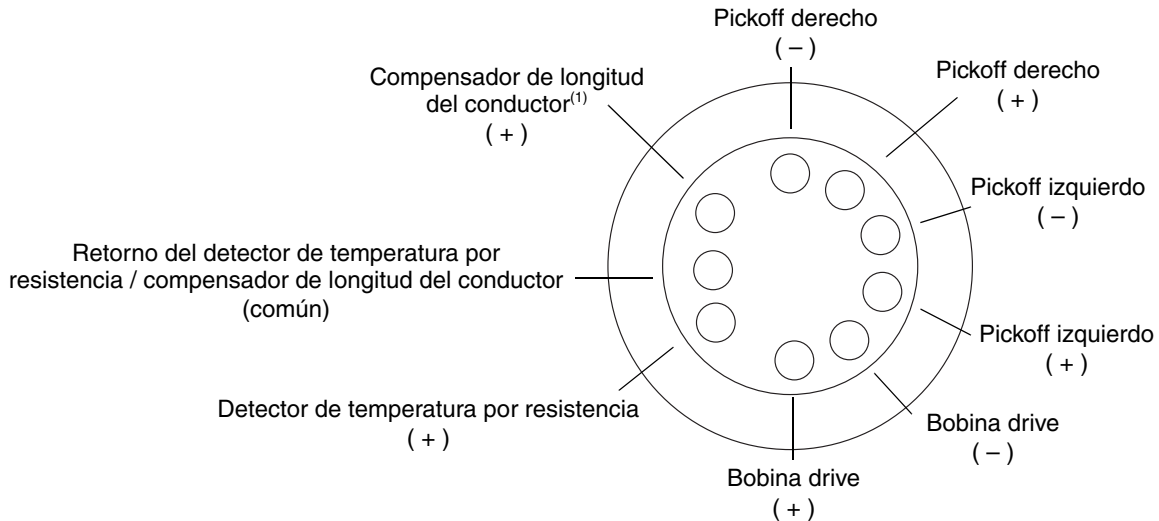 Pickoff derecho
( – )
Pickoff derecho
( + )
Compensador de longitud
del conductor(1)
( + )
Pickoff izquierdo
( – )
Retorno del detector de temperatura por
resistencia / compensador de longitud del conductor
(común)
Pickoff izquierdo
( + )
Detector de temperatura por resistencia
( + )
Bobina drive
( – )
Bobina drive
( + )